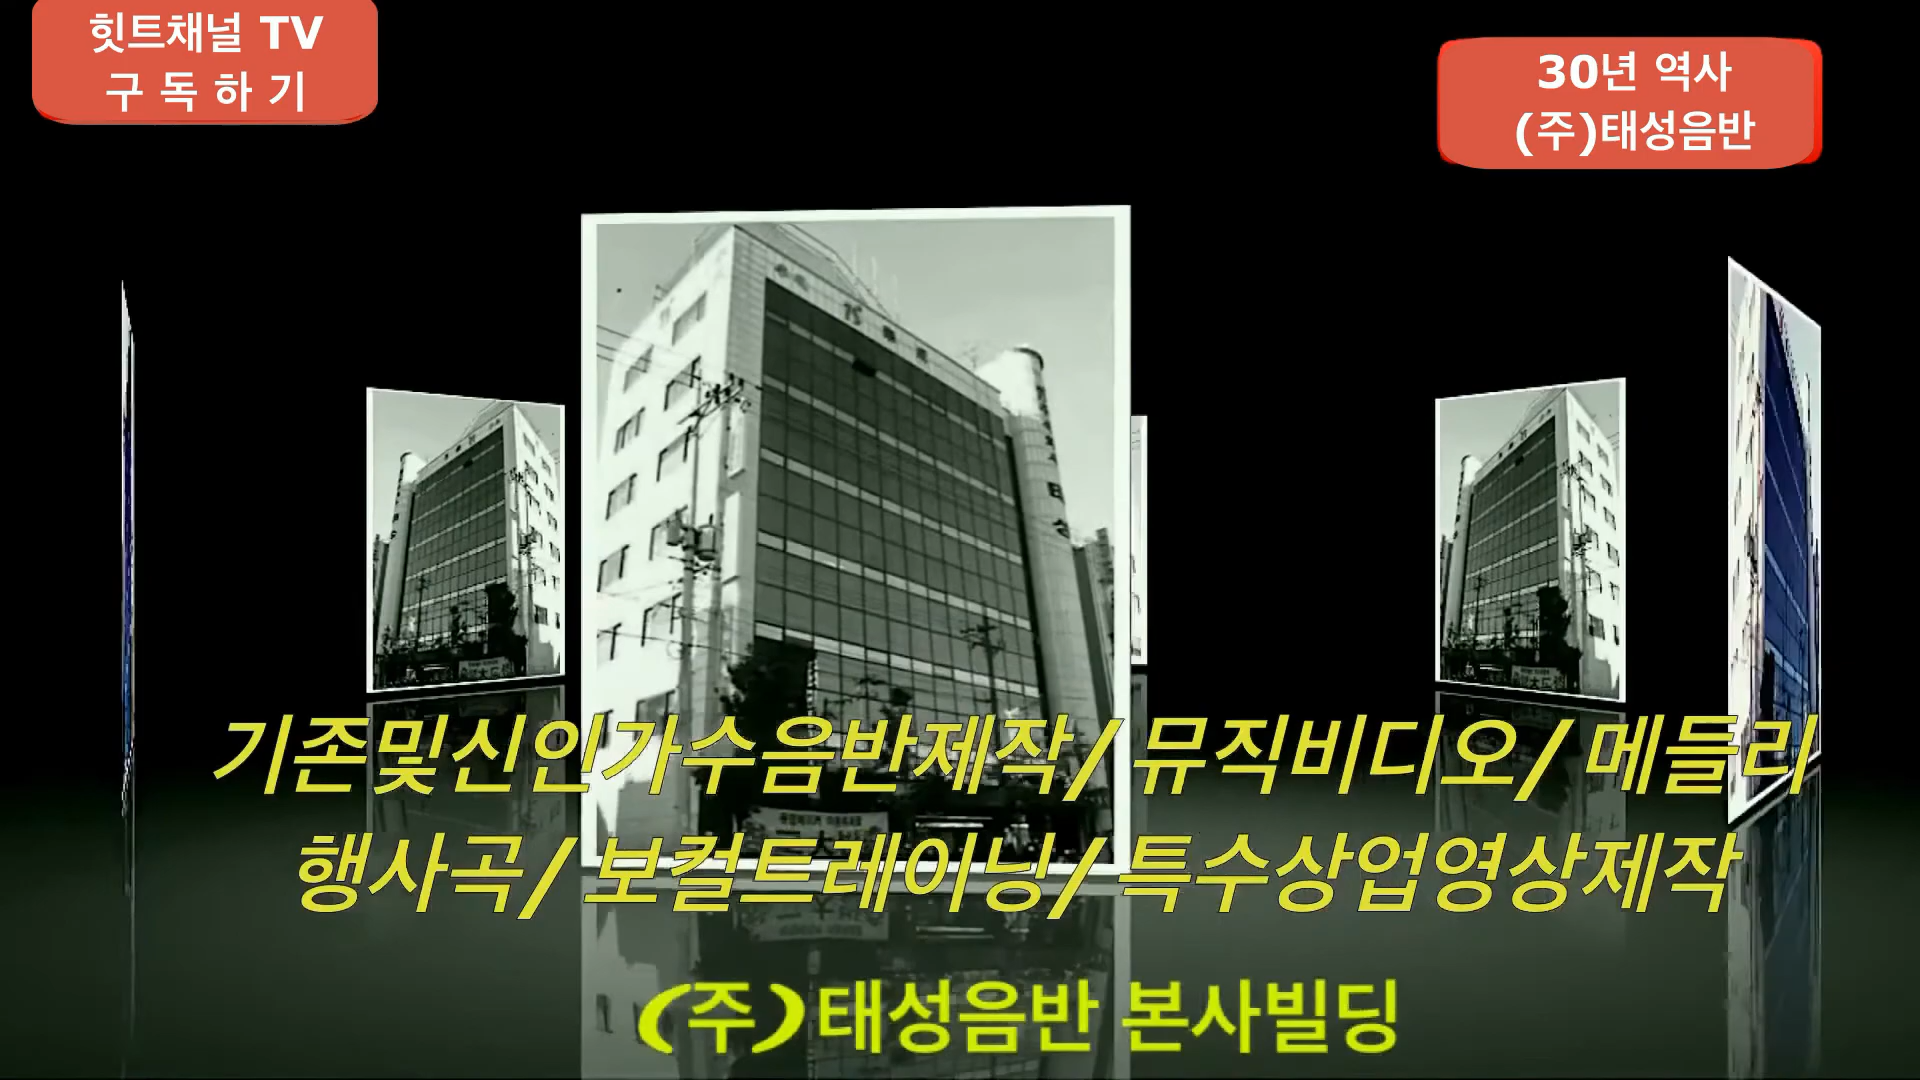 힛트채널 TV
구 독 하 기
30년 역사
(주)태성음반
기존및신인가수음반제작/ 뮤직비디오/ 메들리
행사곡/ 보컬트레이닝/ 특수상업영상제작
(주)태성음반 본사빌딩